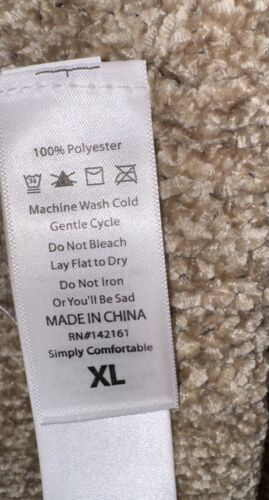 100% Polyester
30
Machine Wash Cold
Gentle Cycle
Do Not Bleach
Lay Flat to Dry
Do Not Iron
Or You'll Be Sad
MADE IN CHINA
RN#142161
Simply Comfortable
XL